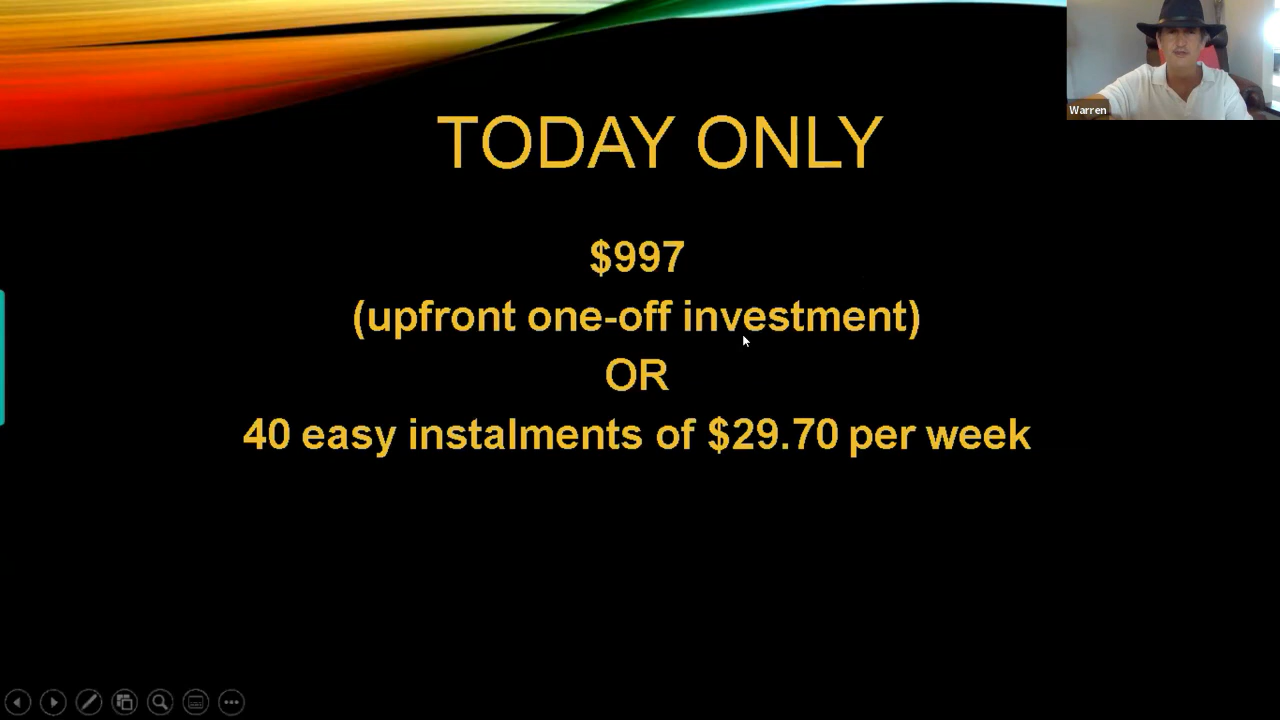 Warren
TODAY ONLY
$997
(upfront one-off investment)
OR
40 easy instalments of $29.70 per week